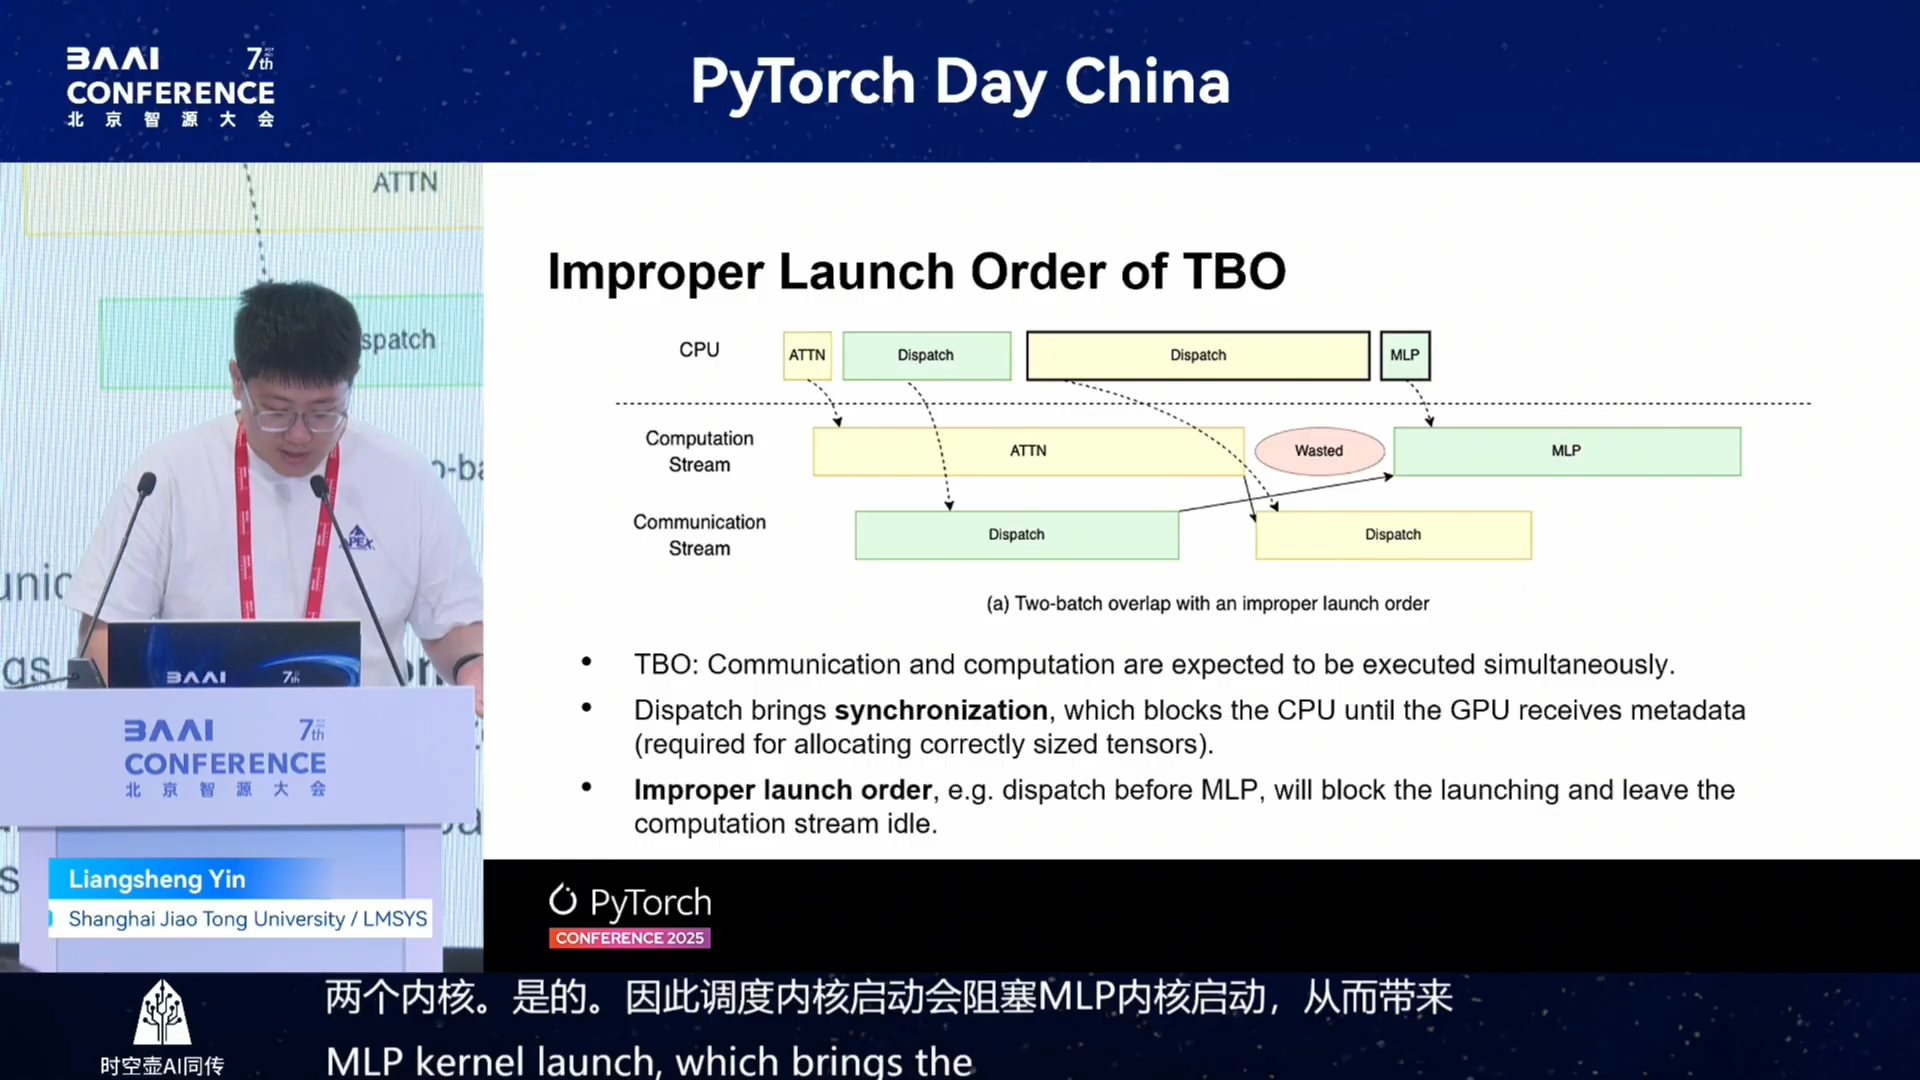 BAAI 7th
CONFERENCE
北京智源大会
PyTorch Day China
ATTN
spatch
o-ba
unic
gs
on
BAAI 7th
BAAI 7th
CONFERENCE
北京智源大会
Liangsheng Yin
Shanghai Jiao Tong University / LMSYS
Improper Launch Order of TBO
CPU
ATTN
Dispatch
Dispatch
MLP
Computation
Stream
ATTN
Wasted
MLP
Communication
Stream
Dispatch
Dispatch
(a) Two-batch overlap with an improper launch order
• TBO: Communication and computation are expected to be executed simultaneously.
• Dispatch brings synchronization, which blocks the CPU until the GPU receives metadata
(required for allocating correctly sized tensors).
• Improper launch order, e.g. dispatch before MLP, will block the launching and leave the
computation stream idle.
PyTorch
CONFERENCE 2025
时空壶AI同传
两个内核。是的。因此调度内核启动会阻塞MLP内核启动，从而带来
MLP kernel launch, which brings the